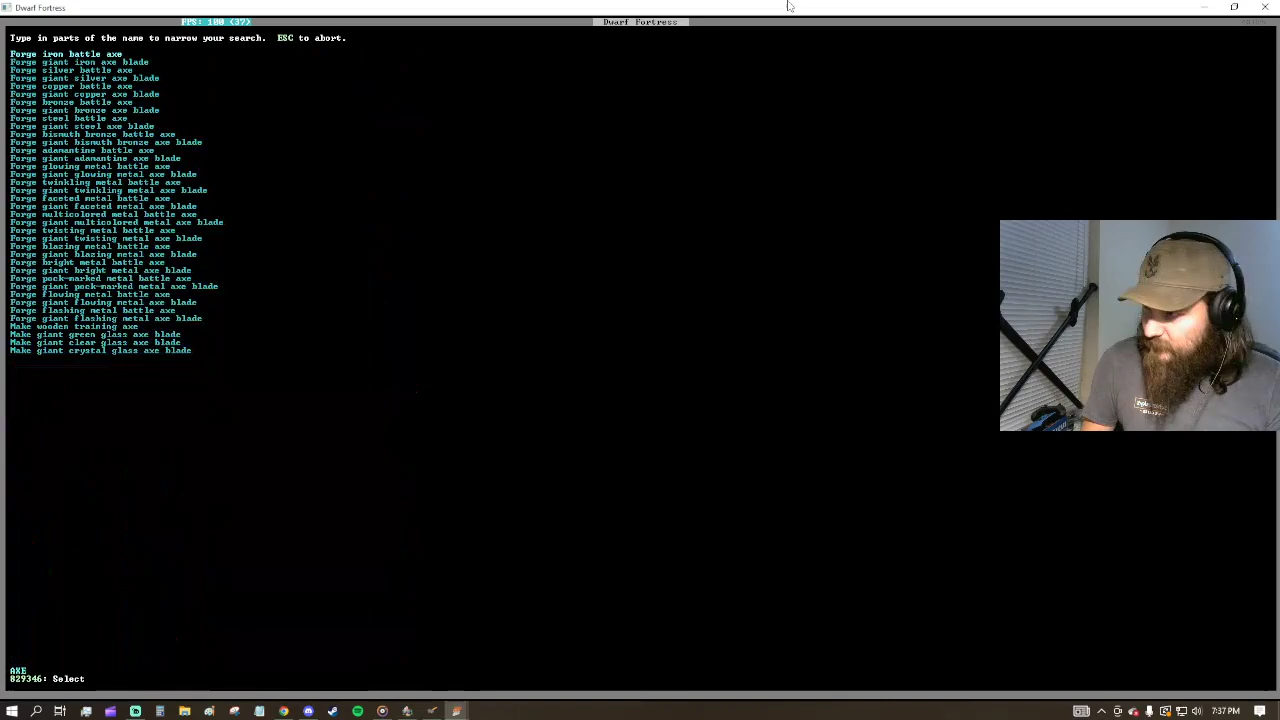 Dwarf Fortress
FPS: 100 (37)
Dwarf Fortress
Type in parts of the name to narrow your search. ESC to abort.
Forge iron battle axe
Forge giant iron axe blade
Forge silver battle axe
Forge giant silver axe blade
Forge copper battle axe
Forge giant copper axe blade
Forge bronze battle axe
Forge giant bronze axe blade
Forge steel battle axe
Forge giant steel axe blade
Forge bismuth bronze battle axe
Forge giant bismuth bronze axe blade
Forge adamantine battle axe
Forge giant adamantine axe blade
Forge glowing metal battle axe
Forge giant glowing metal axe blade
Forge twinkling metal battle axe
Forge giant twinkling metal axe blade
Forge faceted metal battle axe
Forge giant faceted metal axe blade
Forge multicolored metal battle axe
Forge giant multicolored metal axe blade
Forge twisting metal battle axe
Forge giant twisting metal axe blade
Forge blazing metal battle axe
Forge giant blazing metal axe blade
Forge bright metal battle axe
Forge giant bright metal axe blade
Forge pock-marked metal battle axe
Forge giant pock-marked metal axe blade
Forge flowing metal battle axe
Forge giant flowing metal axe blade
Forge flashing metal battle axe
Forge giant flashing metal axe blade
Make wooden training axe
Make giant green glass axe blade
Make giant clear glass axe blade
Make giant crystal glass axe blade
AXE
829346: Select
7:37 PM